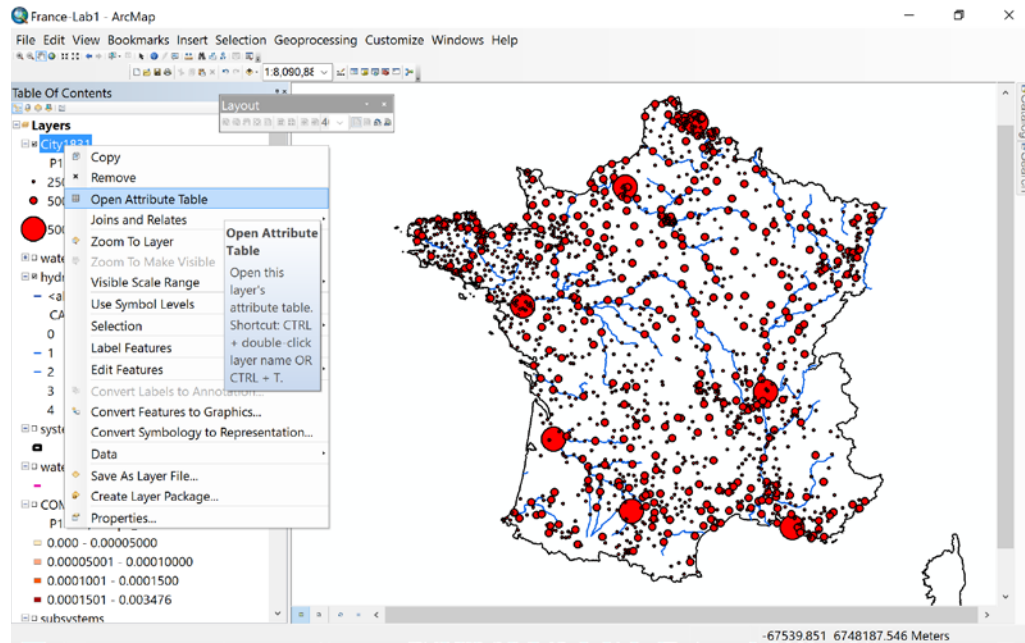 France-Lab1 - ArcMap
File Edit View Bookmarks Insert Selection Geoprocessing Customize Windows Help
1:8,090,88
Table Of Contents
Layout
Layers
City1831
P1
250
500
500
wate
hydr
<al
CA
0
1
2
3
4
syste
wate
CON
P1
0.000 - 0.00005000
0.00005001 - 0.00010000
0.0001001 - 0.0001500
0.0001501 - 0.003476
subsystems
Copy
Remove
Open Attribute Table
Joins and Relates
Zoom To Layer
Zoom To Make Visible
Visible Scale Range
Use Symbol Levels
Selection
Label Features
Edit Features
Convert Labels to Annotation...
Convert Features to Graphics...
Convert Symbology to Representation...
Data
Save As Layer File...
Create Layer Package...
Properties...
Open Attribute
Table
Open this
layer's
attribute table.
Shortcut: CTRL
+ double-click
layer name OR
CTRL + T.
-67539.851 6748187.546 Meters